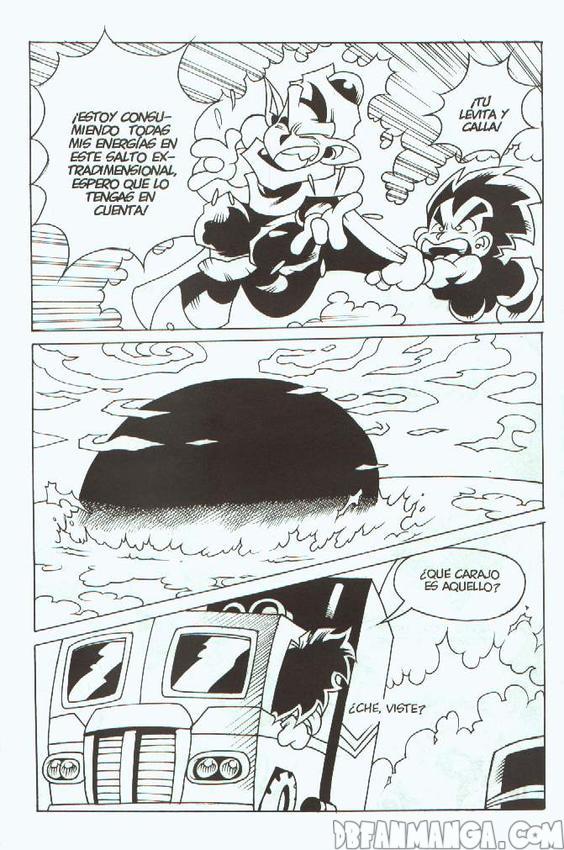 ¡ESTOY CONSU-
MIENDO TODAS
MIS ENERGÍAS EN
ESTE SALTO EX-
TRADIMENSIONAL,
ESPERO QUE LO
TENGAS EN
CUENTA!
¡TU
LEVITA Y
CALLA!
¿QUÉ CARAJO
ES AQUELLO?
¿CHE, VISTE?
DBFANMANGA.COM